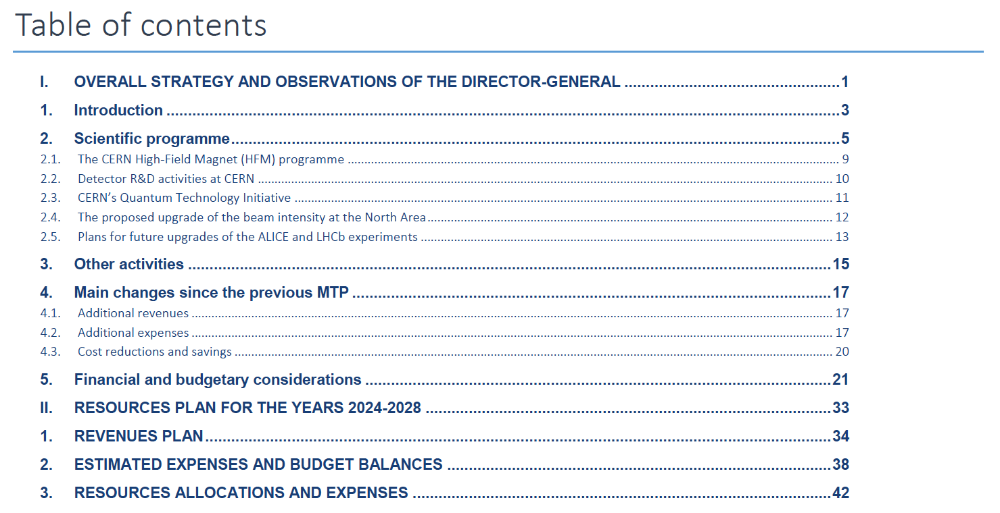 Table of contents
I. OVERALL STRATEGY AND OBSERVATIONS OF THE DIRECTOR-GENERAL ........ 1
1. Introduction ........ 3
2. Scientific programme ........ 5
2.1. The CERN High-Field Magnet (HFM) programme ........ 9
2.2. Detector R&D activities at CERN ........ 10
2.3. CERN’s Quantum Technology Initiative ........ 11
2.4. The proposed upgrade of the beam intensity at the North Area ........ 12
2.5. Plans for future upgrades of the ALICE and LHCb experiments ........ 13
3. Other activities ........ 15
4. Main changes since the previous MTP ........ 17
4.1. Additional revenues ........ 17
4.2. Additional expenses ........ 17
4.3. Cost reductions and savings ........ 20
5. Financial and budgetary considerations ........ 21
II. RESOURCES PLAN FOR THE YEARS 2024-2028 ........ 33
1. REVENUES PLAN ........ 34
2. ESTIMATED EXPENSES AND BUDGET BALANCES ........ 38
3. RESOURCES ALLOCATIONS AND EXPENSES ........ 42